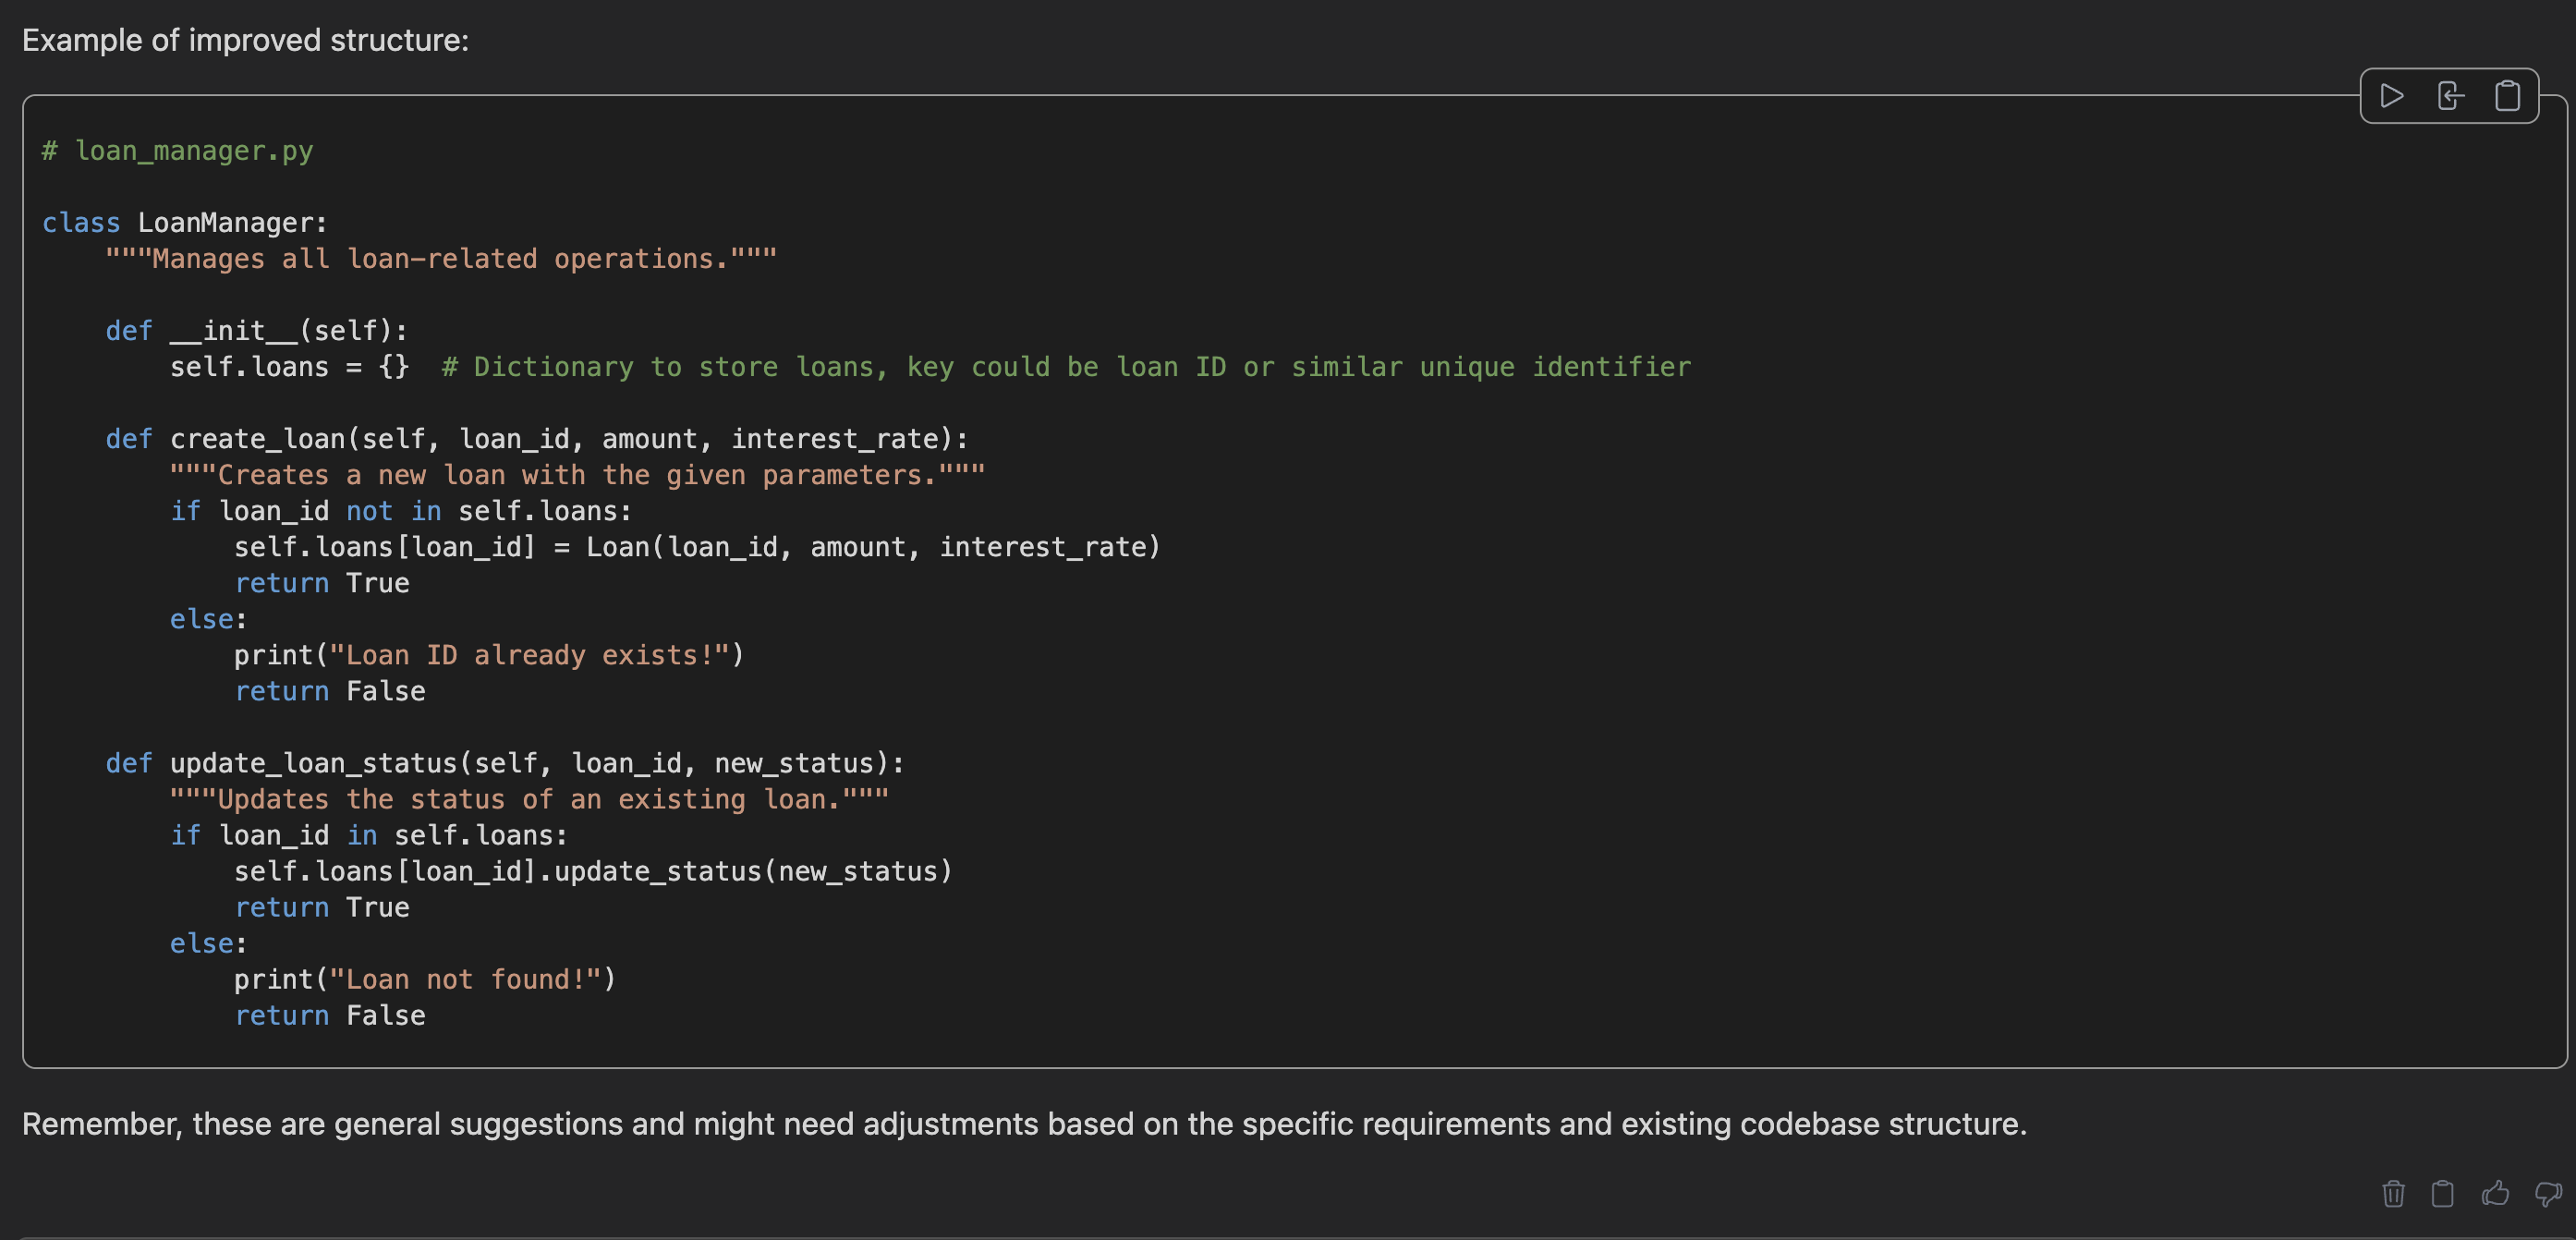 Example of improved structure:
# loan_manager.py
class LoanManager:
    """Manages all loan-related operations."""
    def __init__(self):
        self.loans = {}  # Dictionary to store loans, key could be loan ID or similar unique identifier
    def create_loan(self, loan_id, amount, interest_rate):
        """Creates a new loan with the given parameters."""
        if loan_id not in self.loans:
            self.loans[loan_id] = Loan(loan_id, amount, interest_rate)
            return True
        else:
            print("Loan ID already exists!")
            return False
    def update_loan_status(self, loan_id, new_status):
        """Updates the status of an existing loan."""
        if loan_id in self.loans:
            self.loans[loan_id].update_status(new_status)
            return True
        else:
            print("Loan not found!")
            return False
Remember, these are general suggestions and might need adjustments based on the specific requirements and existing codebase structure.